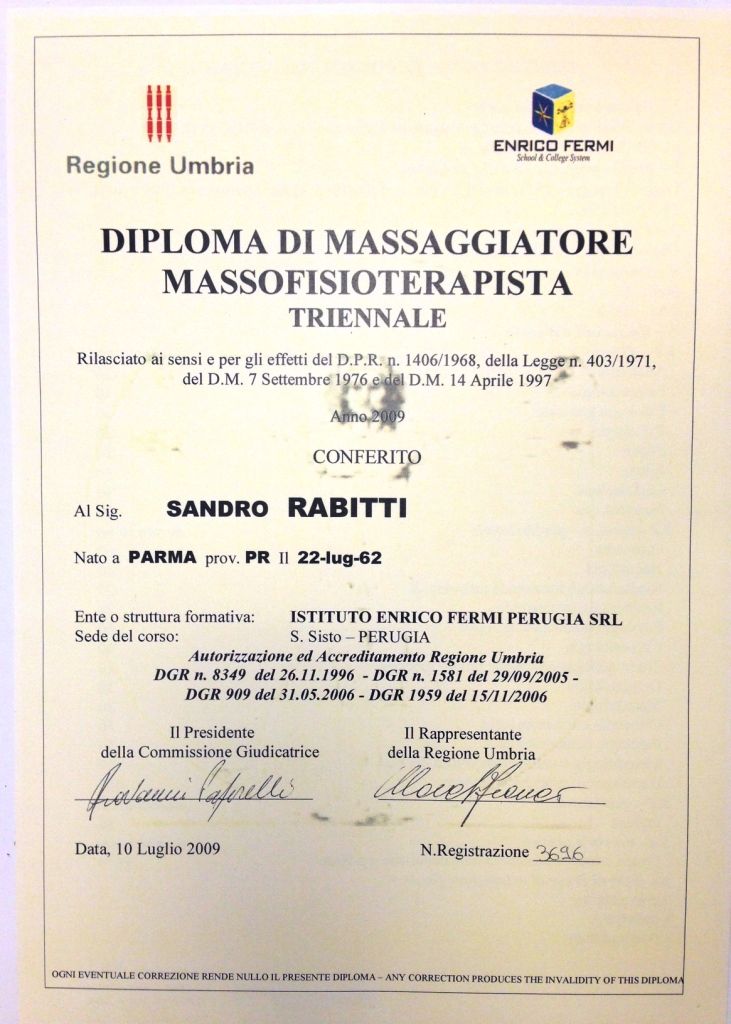 Regione Umbria
ENRICO FERMI
School & College System
DIPLOMA DI MASSAGGIATORE
MASSOFISIOTERAPISTA
TRIENNALE
Rilasciato ai sensi e per gli effetti del D.P.R. n. 1406/1968, della Legge n. 403/1971,
del D.M. 7 Settembre 1976 e del D.M. 14 Aprile 1997
Anno 2009
CONFERITO
Al Sig. SANDRO RABITTI
Nato a PARMA prov. PR Il 22-lug-62
Ente o struttura formativa: ISTITUTO ENRICO FERMI PERUGIA SRL
Sede del corso: S. Sisto – PERUGIA
Autorizzazione ed Accreditamento Regione Umbria
DGR n. 8349 del 26.11.1996 - DGR n. 1581 del 29/09/2005 -
DGR 909 del 31.05.2006 - DGR 1959 del 15/11/2006
Il Presidente
della Commissione Giudicatrice
Il Rappresentante
della Regione Umbria
Giovanni
Data, 10 Luglio 2009
N.Registrazione 3696
OGNI EVENTUALE CORREZIONE RENDE NULLO IL PRESENTE DIPLOMA – ANY CORRECTION PRODUCES THE INVALIDITY OF THIS DIPLOMA